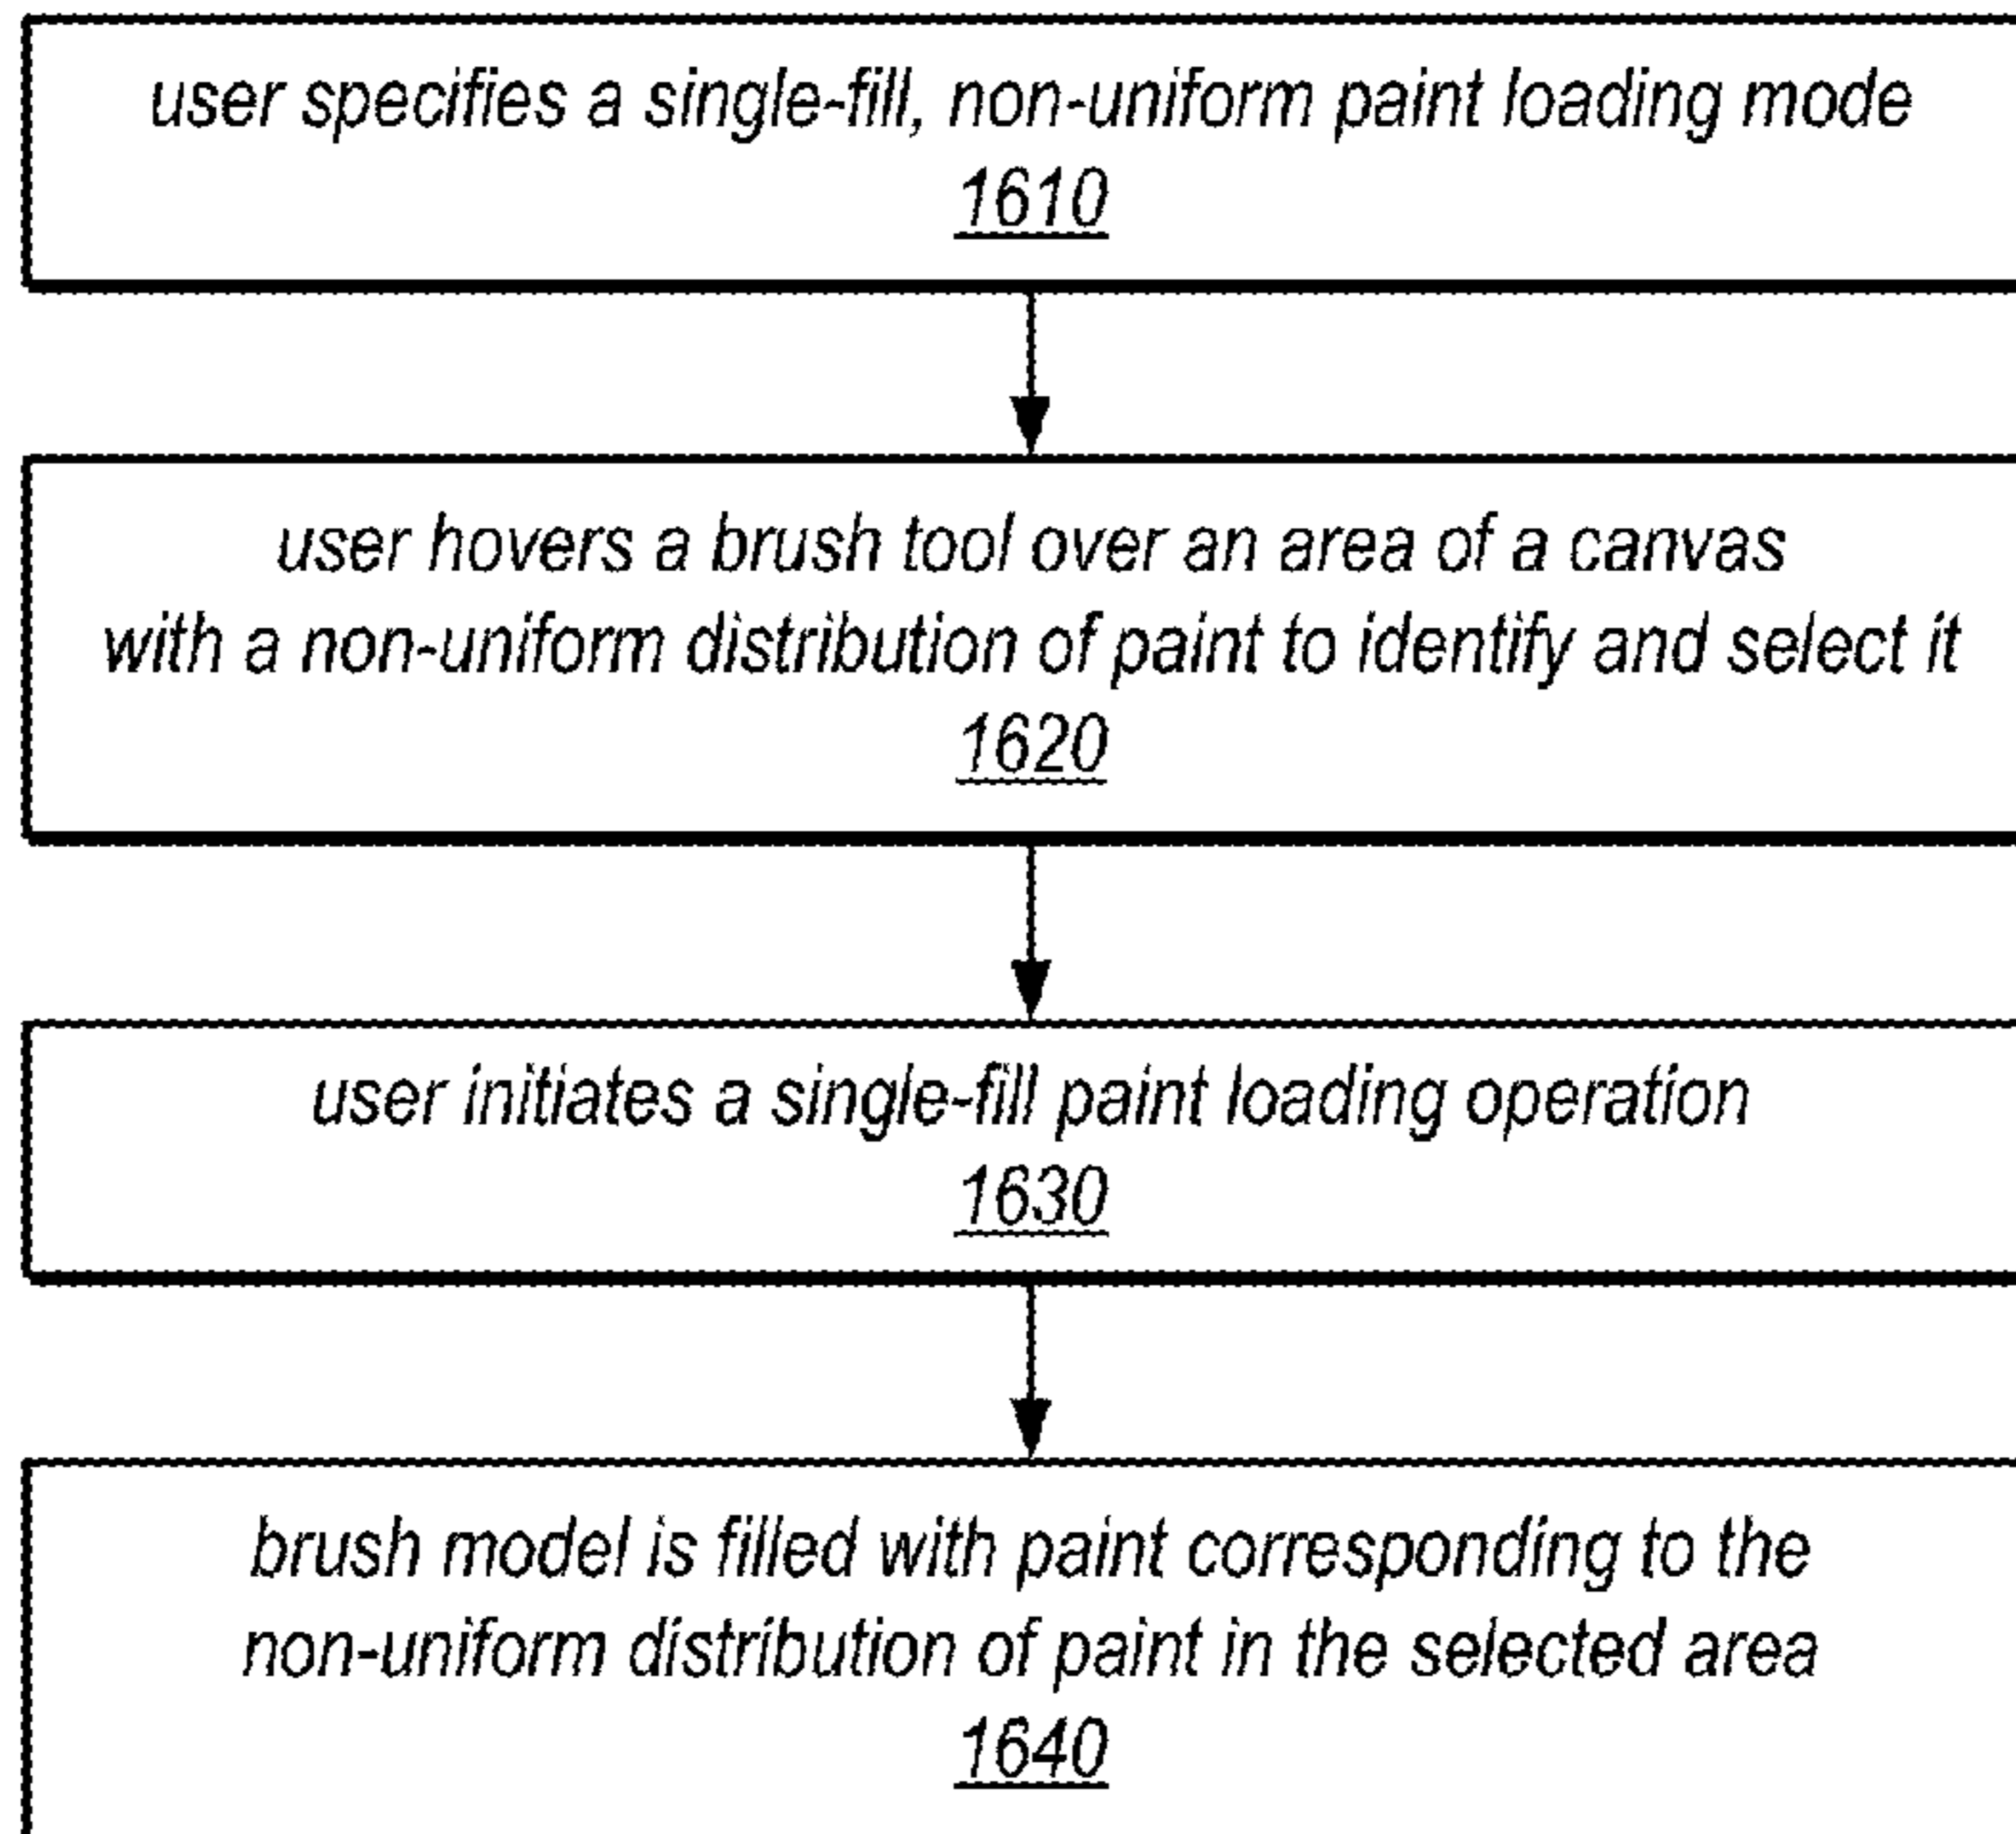 user specifies a single-fill, non-uniform paint loading mode
1610
user hovers a brush tool over an area of a canvas
with a non-uniform distribution of paint to identify and select it
1620
user initiates a single-fill paint loading operation
1630
brush model is filled with paint corresponding to the
non-uniform distribution of paint in the selected area
1640